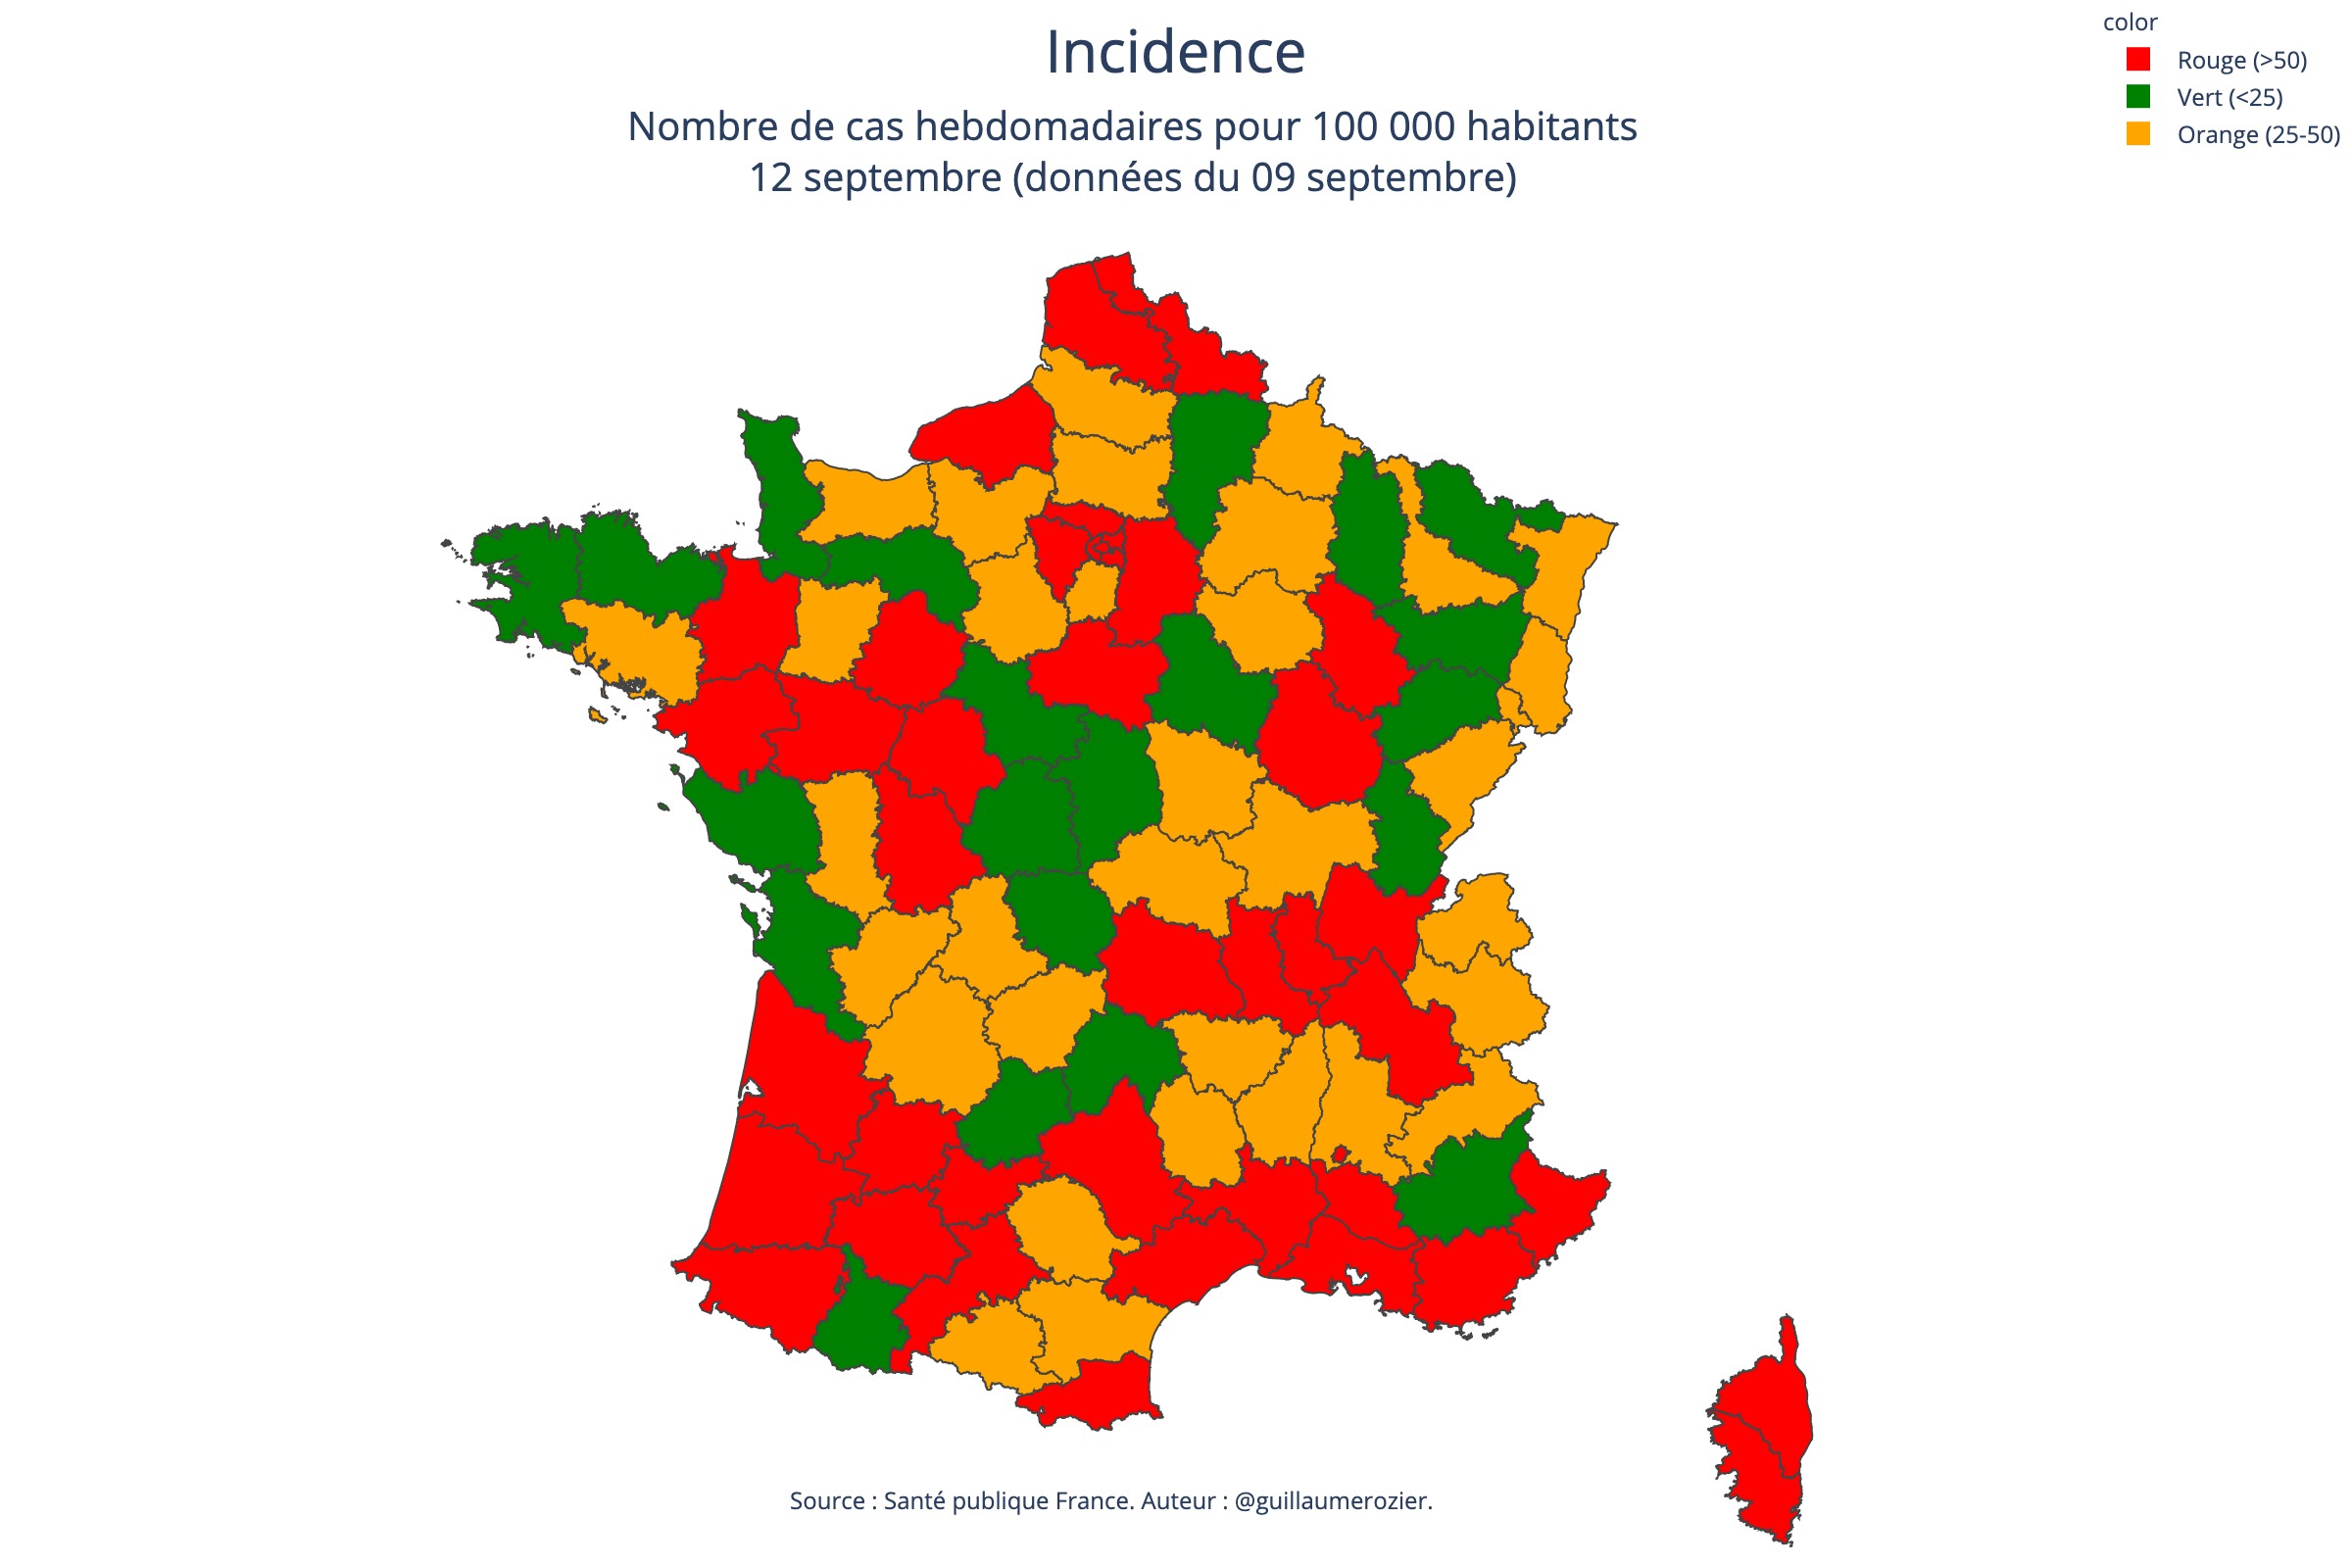 Incidence
Nombre de cas hebdomadaires pour 100 000 habitants
12 septembre (données du 09 septembre)
color
Rouge (>50)
Vert (<25)
Orange (25-50)
Source : Santé publique France. Auteur : @guillaumerozier.